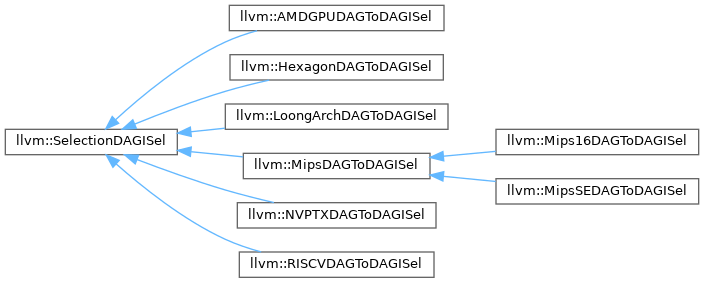 llvm::AMDGPUDAGToDAGISel
llvm::HexagonDAGToDAGISel
llvm::LoongArchDAGToDAGISel
llvm::SelectionDAGISel
llvm::Mips16DAGToDAGISel
llvm::MipsDAGToDAGISel
llvm::MipsSEDAGToDAGISel
llvm::NVPTXDAGToDAGISel
llvm::RISCVDAGToDAGISel